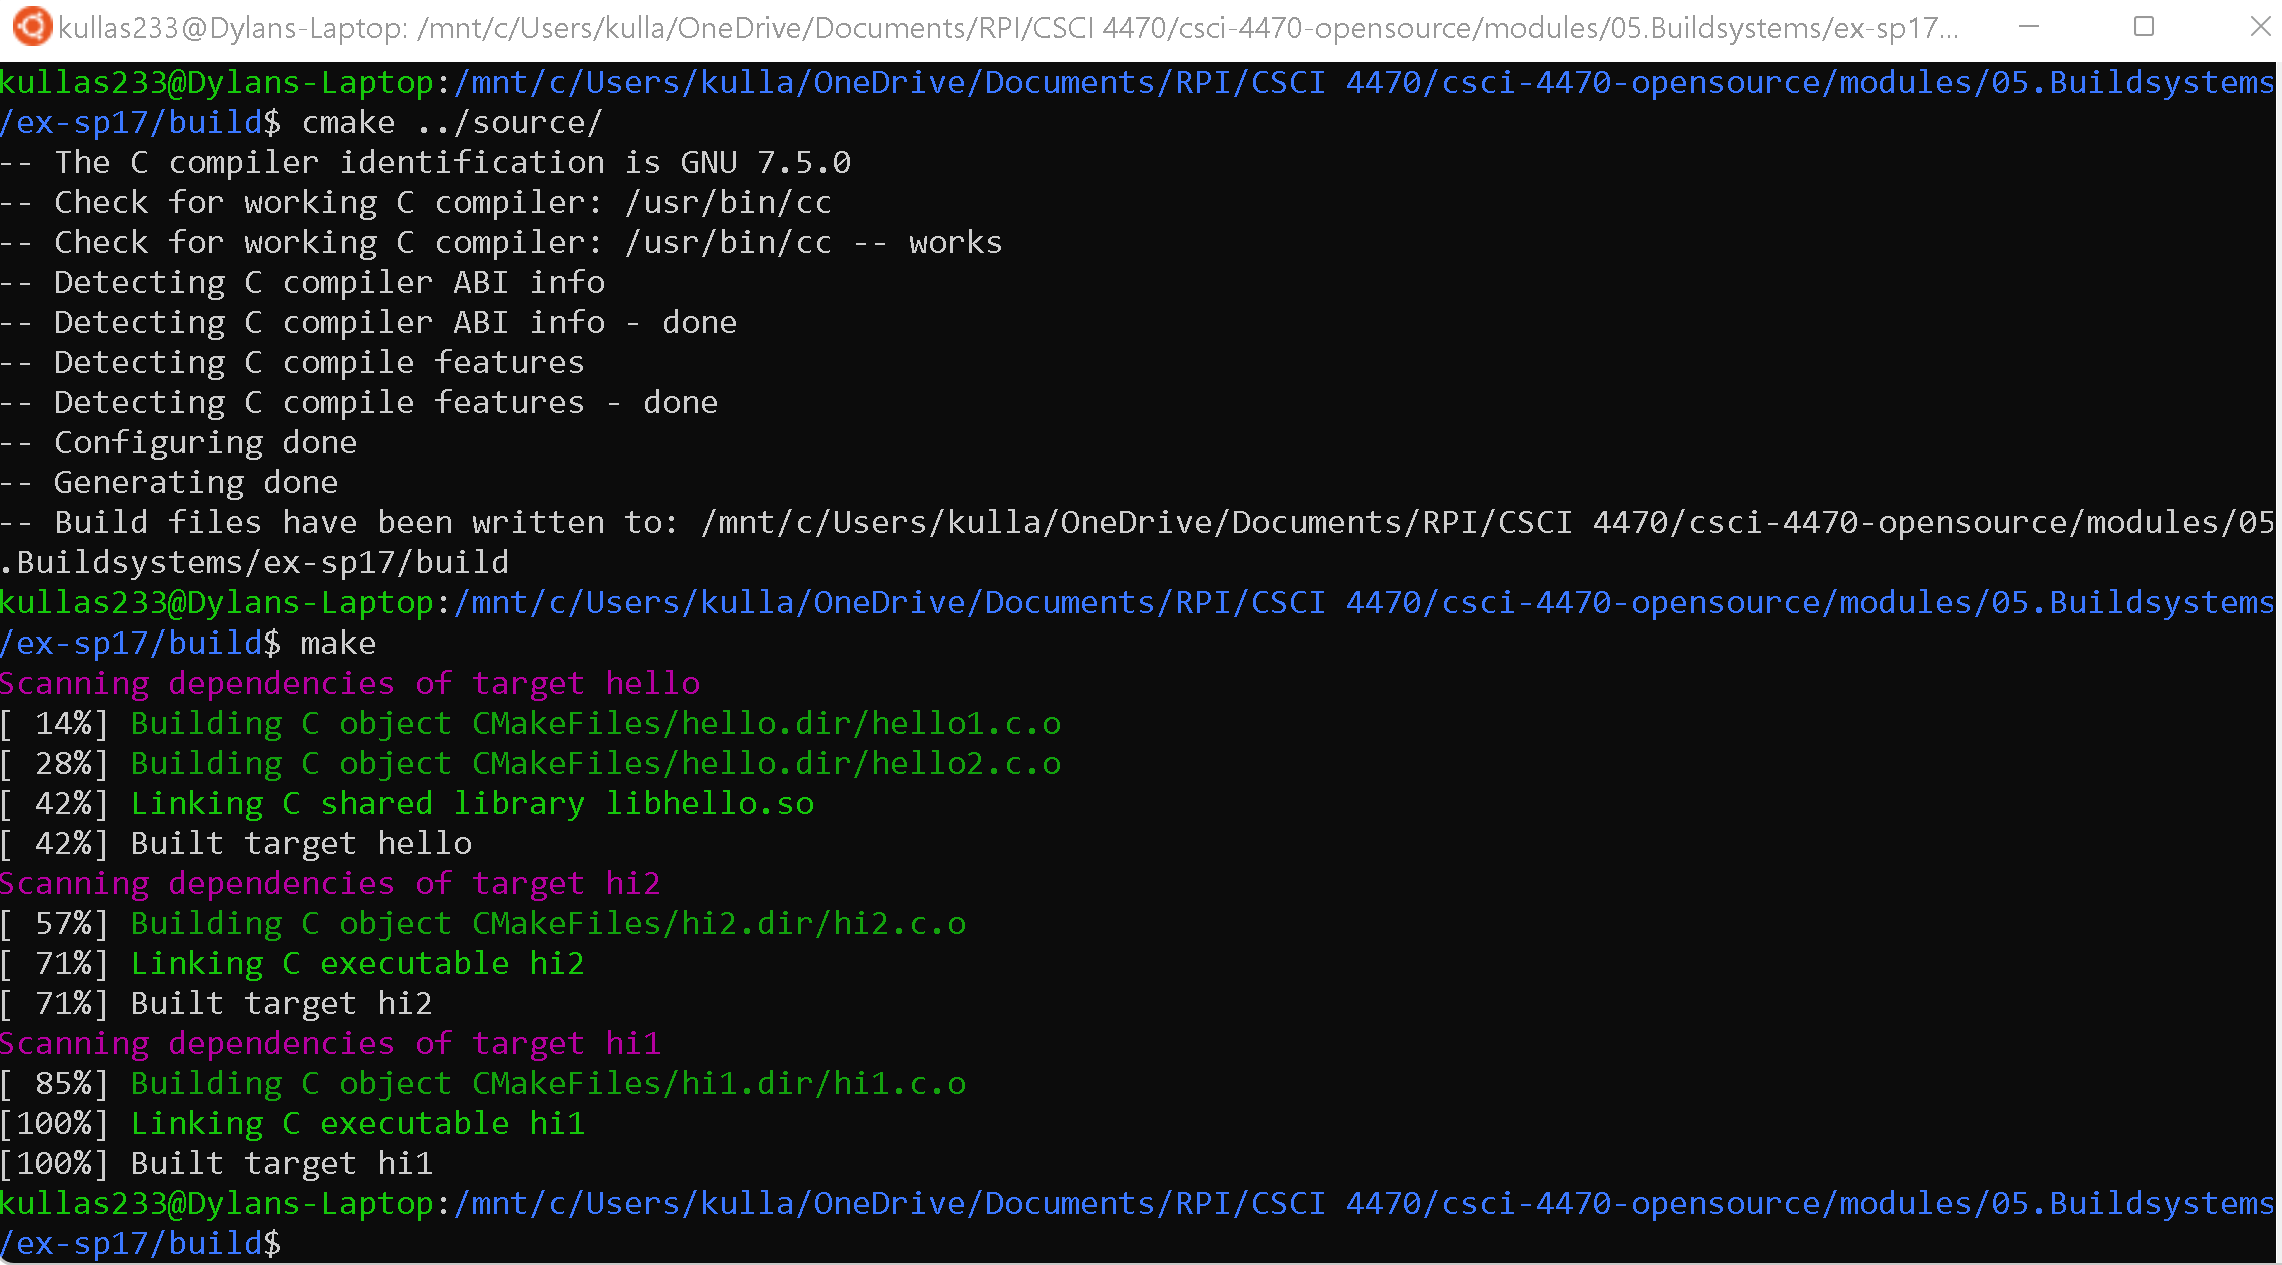 kullas233@Dylans-Laptop: /mnt/c/Users/kulla/OneDrive/Documents/RPI/CSCI 4470/csci-4470-opensource/modules/05.Buildsystems/ex-sp17...
kullas233@Dylans-Laptop:/mnt/c/Users/kulla/OneDrive/Documents/RPI/CSCI 4470/csci-4470-opensource/modules/05.Buildsystems
/ex-sp17/build$ cmake ../source/
-- The C compiler identification is GNU 7.5.0
-- Check for working C compiler: /usr/bin/cc
-- Check for working C compiler: /usr/bin/cc -- works
-- Detecting C compiler ABI info
-- Detecting C compiler ABI info - done
-- Detecting C compile features
-- Detecting C compile features - done
-- Configuring done
-- Generating done
-- Build files have been written to: /mnt/c/Users/kulla/OneDrive/Documents/RPI/CSCI 4470/csci-4470-opensource/modules/05
.Buildsystems/ex-sp17/build
kullas233@Dylans-Laptop:/mnt/c/Users/kulla/OneDrive/Documents/RPI/CSCI 4470/csci-4470-opensource/modules/05.Buildsystems
/ex-sp17/build$ make
Scanning dependencies of target hello
[ 14%] Building C object CMakeFiles/hello.dir/hello1.c.o
[ 28%] Building C object CMakeFiles/hello.dir/hello2.c.o
[ 42%] Linking C shared library libhello.so
[ 42%] Built target hello
Scanning dependencies of target hi2
[ 57%] Building C object CMakeFiles/hi2.dir/hi2.c.o
[ 71%] Linking C executable hi2
[ 71%] Built target hi2
Scanning dependencies of target hi1
[ 85%] Building C object CMakeFiles/hi1.dir/hi1.c.o
[100%] Linking C executable hi1
[100%] Built target hi1
kullas233@Dylans-Laptop:/mnt/c/Users/kulla/OneDrive/Documents/RPI/CSCI 4470/csci-4470-opensource/modules/05.Buildsystems
/ex-sp17/build$